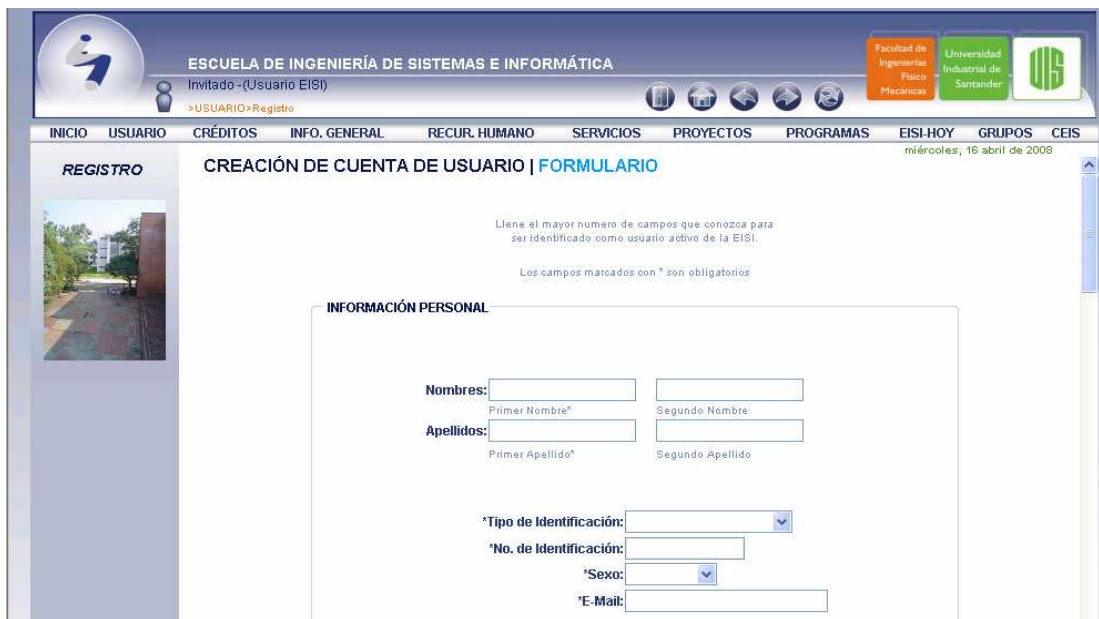 ESCUELA DE INGENIERÍA DE SISTEMAS E INFORMÁTICA
Invitado -(Usuario EISI)
>USUARIO>Registro
Facultad de
Ingenierías
Físico
Mecánicas
Universidad
Industrial de
Santander
UIS
INICIO USUARIO CRÉDITOS INFO. GENERAL RECUR. HUMANO SERVICIOS PROYECTOS PROGRAMAS EISI-HOY GRUPOS CEIS
miércoles, 16 abril de 2008
REGISTRO
CREACIÓN DE CUENTA DE USUARIO | FORMULARIO
Llene el mayor numero de campos que conozca para
ser identificado como usuario activo de la EISI.
Los campos marcados con * son obligatorios
INFORMACIÓN PERSONAL
Nombres:
Primer Nombre* Segundo Nombre
Apellidos:
Primer Apellido* Segundo Apellido
*Tipo de Identificación:
*No. de Identificación:
*Sexo:
*E-Mail: